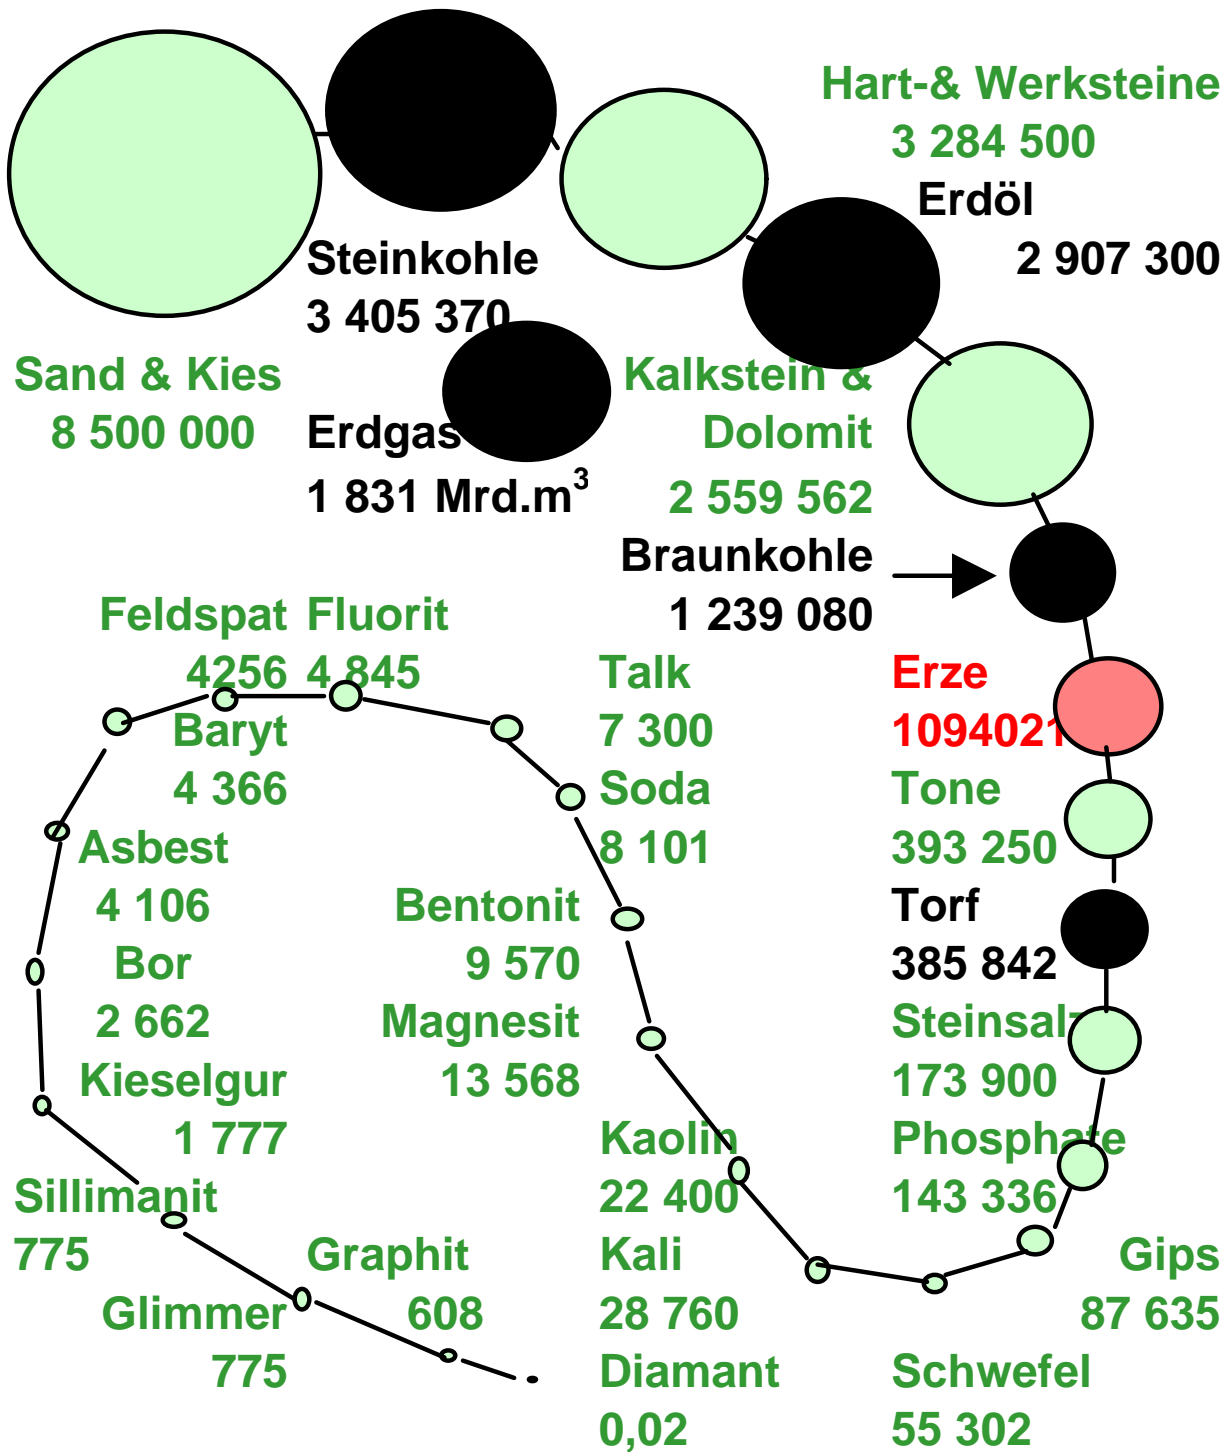 Hart-& Werksteine
3 284 500
Erdöl
2 907 300
Steinkohle
3 405 370
Sand & Kies
8 500 000
Erdgas
1 831 Mrd.m³
Kalkstein &
Dolomit
2 559 562
Braunkohle
1 239 080
Feldspat
4256
Fluorit
4 845
Baryt
4 366
Talk
7 300
Erze
1094021
Soda
8 101
Tone
393 250
Asbest
4 106
Bentonit
9 570
Torf
385 842
Bor
2 662
Magnesit
13 568
Steinsalz
173 900
Kieselgur
1 777
Kaolin
22 400
Phosphate
143 336
Sillimanit
775
Graphit
608
Kali
28 760
Gips
87 635
Glimmer
775
Diamant
0,02
Schwefel
55 302